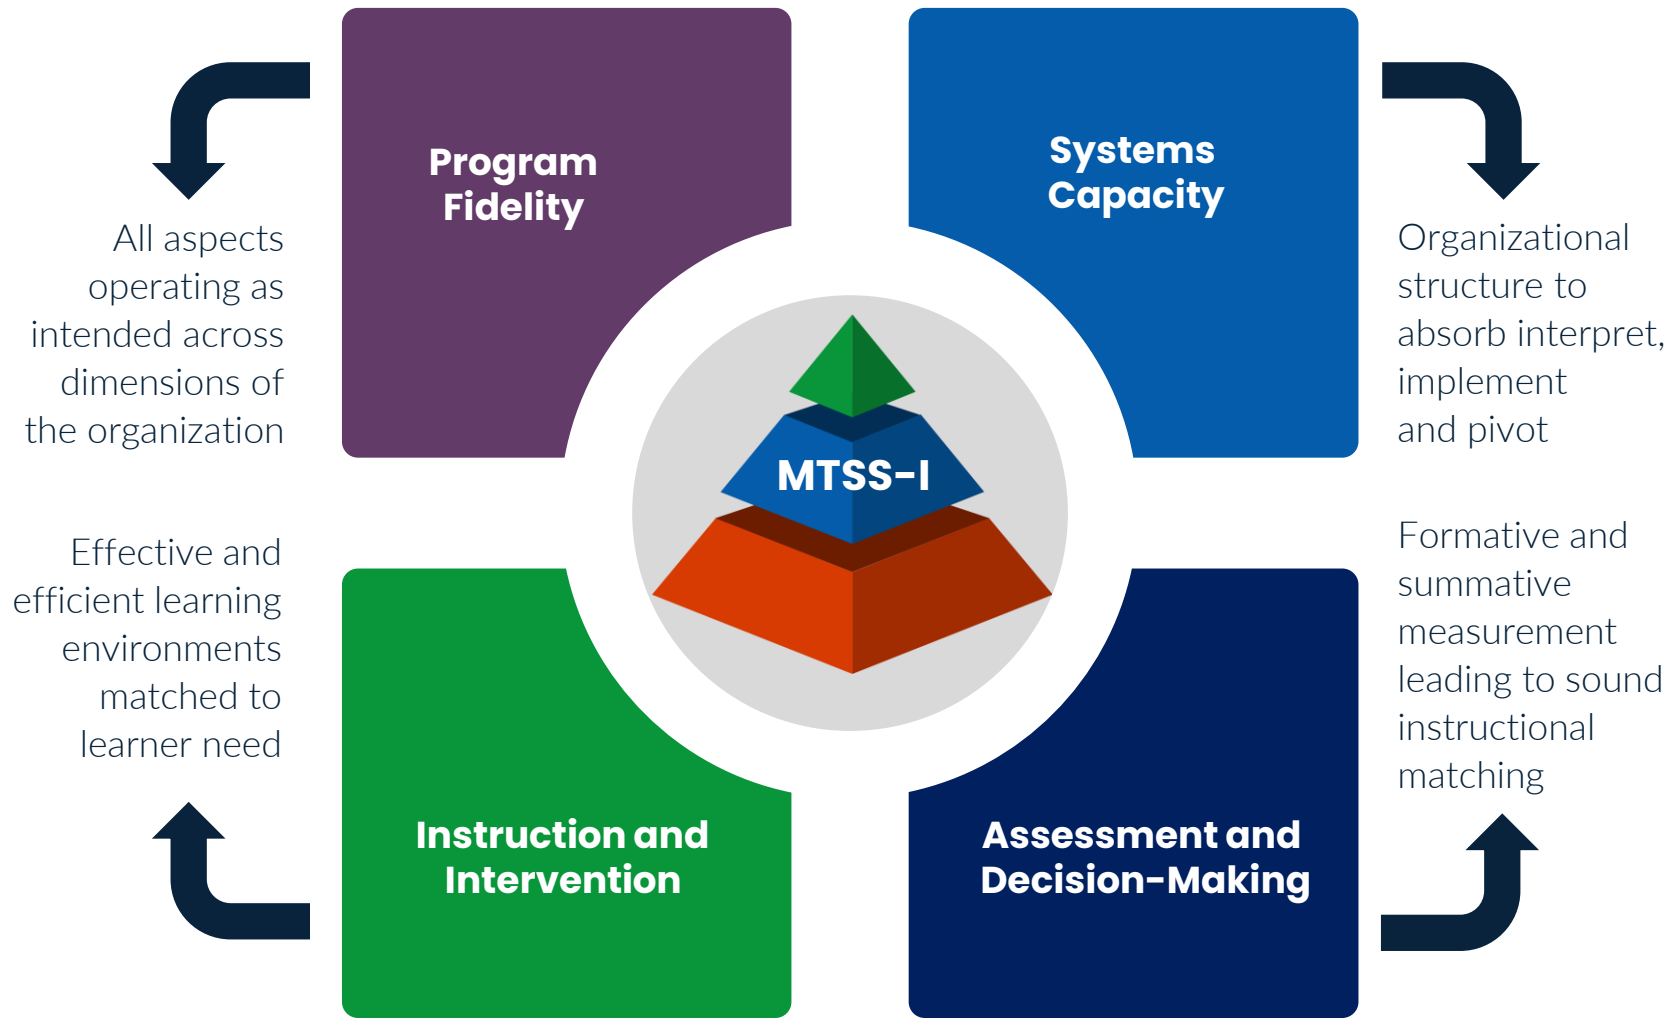 Program
Fidelity
Systems
Capacity
All aspects
operating as
intended across
dimensions of
the organization
Organizational
structure to
absorb interpret,
implement
and pivot
MTSS-I
Effective and
efficient learning
environments
matched to
learner need
Formative and
summative
measurement
leading to sound
instructional
matching
Instruction and
Intervention
Assessment and
Decision-Making